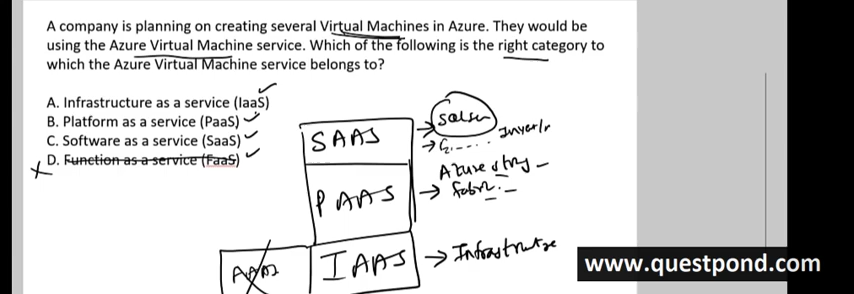 A company is planning on creating several Virtual Machines in Azure. They would be
using the Azure Virtual Machine service. Which of the following is the right category to
which the Azure Virtual Machine service belongs to?
A. Infrastructure as a service (IaaS)
B. Platform as a service (PaaS)
C. Software as a service (SaaS)
D. Function as a service (FaaS)
SAAS
PAAS
IAAS
Azure
www.questpond.com